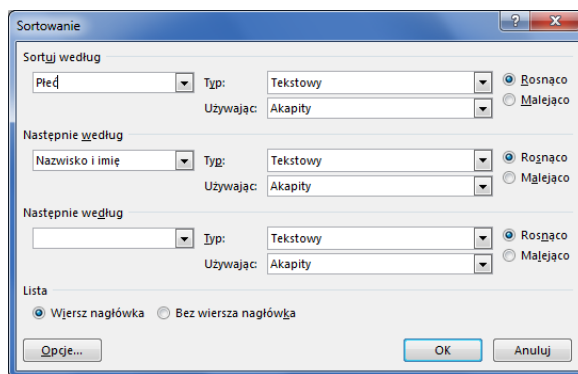 Sortowanie
Sortuj według
Płeć Typ: Tekstowy Rosnąco
Używając: Akapity Malejąco
Następnie według
Nazwisko i imię Typ: Tekstowy Rosnąco
Używając: Akapity Malejąco
Następnie według
Typ: Tekstowy Rosnąco
Używając: Akapity Malejąco
Lista
Wiersz nagłówka Bez wiersza nagłówka
Opcje... OK Anuluj